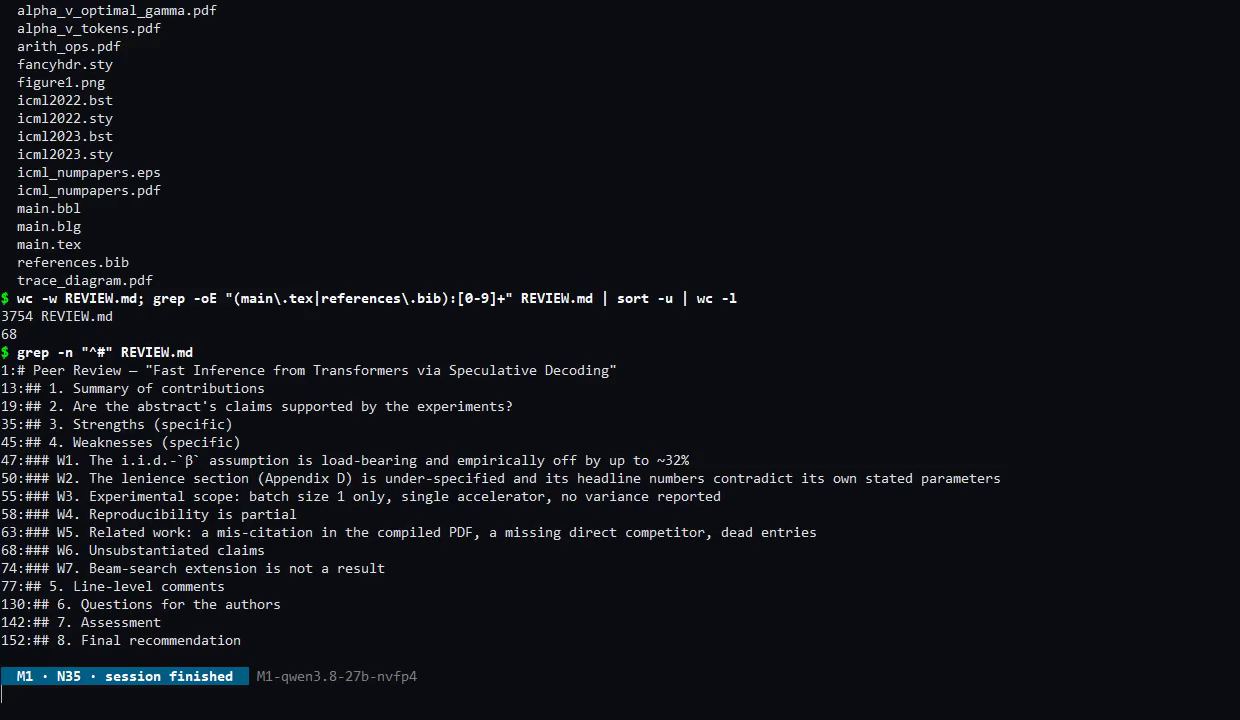 alpha_v_optimal_gamma.pdf
alpha_v_tokens.pdf
arith_ops.pdf
fancyhdr.sty
figure1.png
icml2022.bst
icml2022.sty
icml2023.bst
icml2023.sty
icml_numpapers.eps
icml_numpapers.pdf
main.bbl
main.blg
main.tex
references.bib
trace_diagram.pdf
$ wc -w REVIEW.md; grep -oE "(main\.tex|references\.bib):[0-9]+" REVIEW.md | sort -u | wc -l
3754 REVIEW.md
68
$ grep -n "^#" REVIEW.md
1:# Peer Review — "Fast Inference from Transformers via Speculative Decoding"
13:## 1. Summary of contributions
19:## 2. Are the abstract's claims supported by the experiments?
35:## 3. Strengths (specific)
45:## 4. Weaknesses (specific)
47:### W1. The i.i.d.-`β` assumption is load-bearing and empirically off by up to ~32%
50:### W2. The lenience section (Appendix D) is under-specified and its headline numbers contradict its own stated parameters
55:### W3. Experimental scope: batch size 1 only, single accelerator, no variance reported
58:### W4. Reproducibility is partial
63:### W5. Related work: a mis-citation in the compiled PDF, a missing direct competitor, dead entries
68:### W6. Unsubstantiated claims
74:### W7. Beam-search extension is not a result
77:## 5. Line-level comments
130:## 6. Questions for the authors
142:## 7. Assessment
152:## 8. Final recommendation
M1 · N35 · session finished M1-qwen3.8-27b-nvfp4